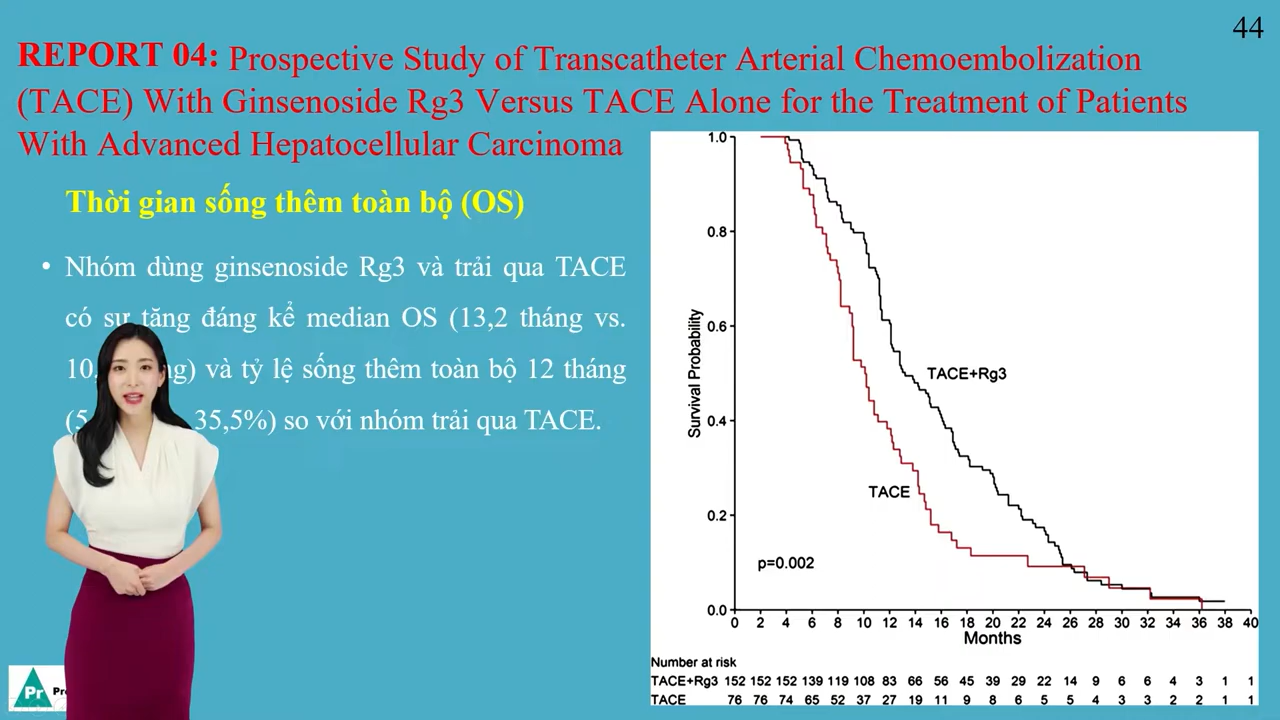 44
REPORT 04: Prospective Study of Transcatheter Arterial Chemoembolization
(TACE) With Ginsenoside Rg3 Versus TACE Alone for the Treatment of Patients
With Advanced Hepatocellular Carcinoma
Thời gian sống thêm toàn bộ (OS)
• Nhóm dùng ginsenoside Rg3 và trải qua TACE
có sự tăng đáng kể median OS (13,2 tháng vs.
10. và tỷ lệ sống thêm toàn bộ 12 tháng
35,5%) so với nhóm trải qua TACE.
1.0
0.8
0.6
0.4
0.2
0.0
Survival Probability
TACE+Rg3
TACE
p=0.002
0 2 4 6 8 10 12 14 16 18 20 22 24 26 28 30 32 34 36 38 40
Months
Number at risk
TACE+Rg3 152 152 152 139 119 108 83 66 56 45 39 29 22 14 9 6 6 4 3 1 1
TACE 76 76 74 65 52 37 27 19 11 9 8 6 5 5 4 3 3 2 2 1 1
Pr